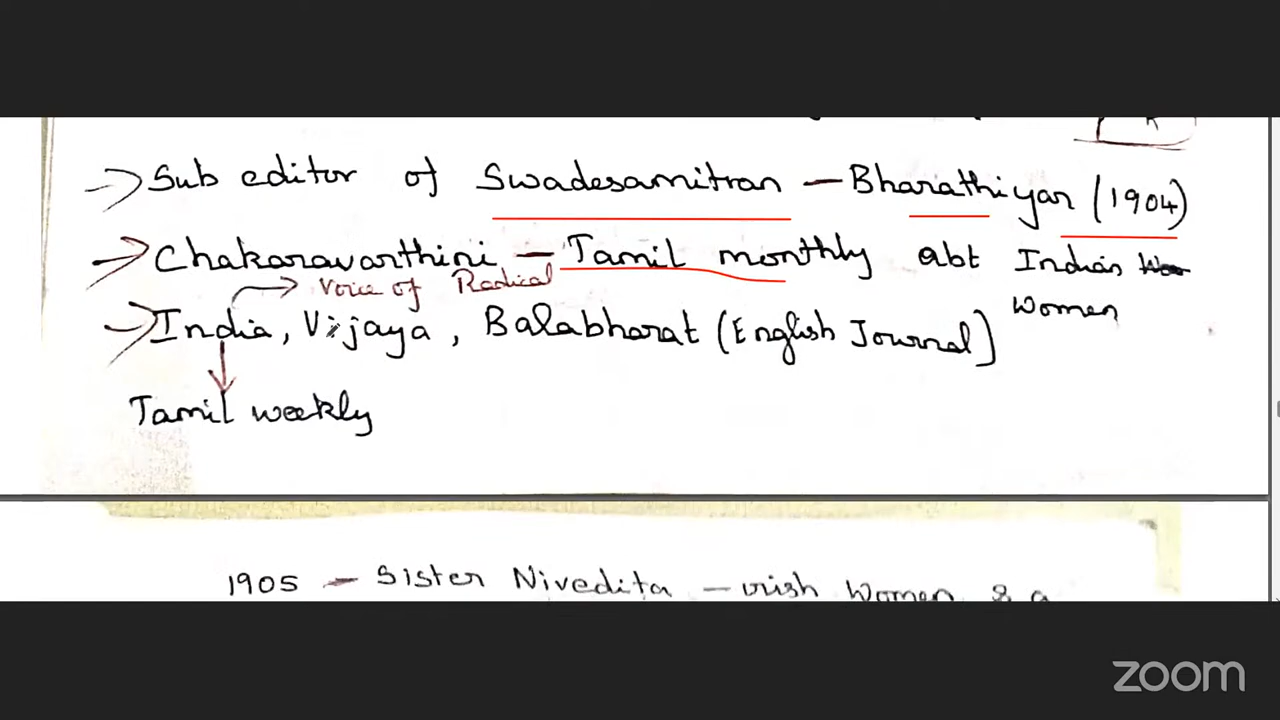 Sub editor of Swadesamitran - Bharathiyar (1904)
Chakaravarthini - Tamil monthly abt Indian
Women
Voice of Radical
India, Vijaya, Balabharat (English Journal)
Tamil weekly
1905 - Sister Nivedita - irish Women & a
zoom